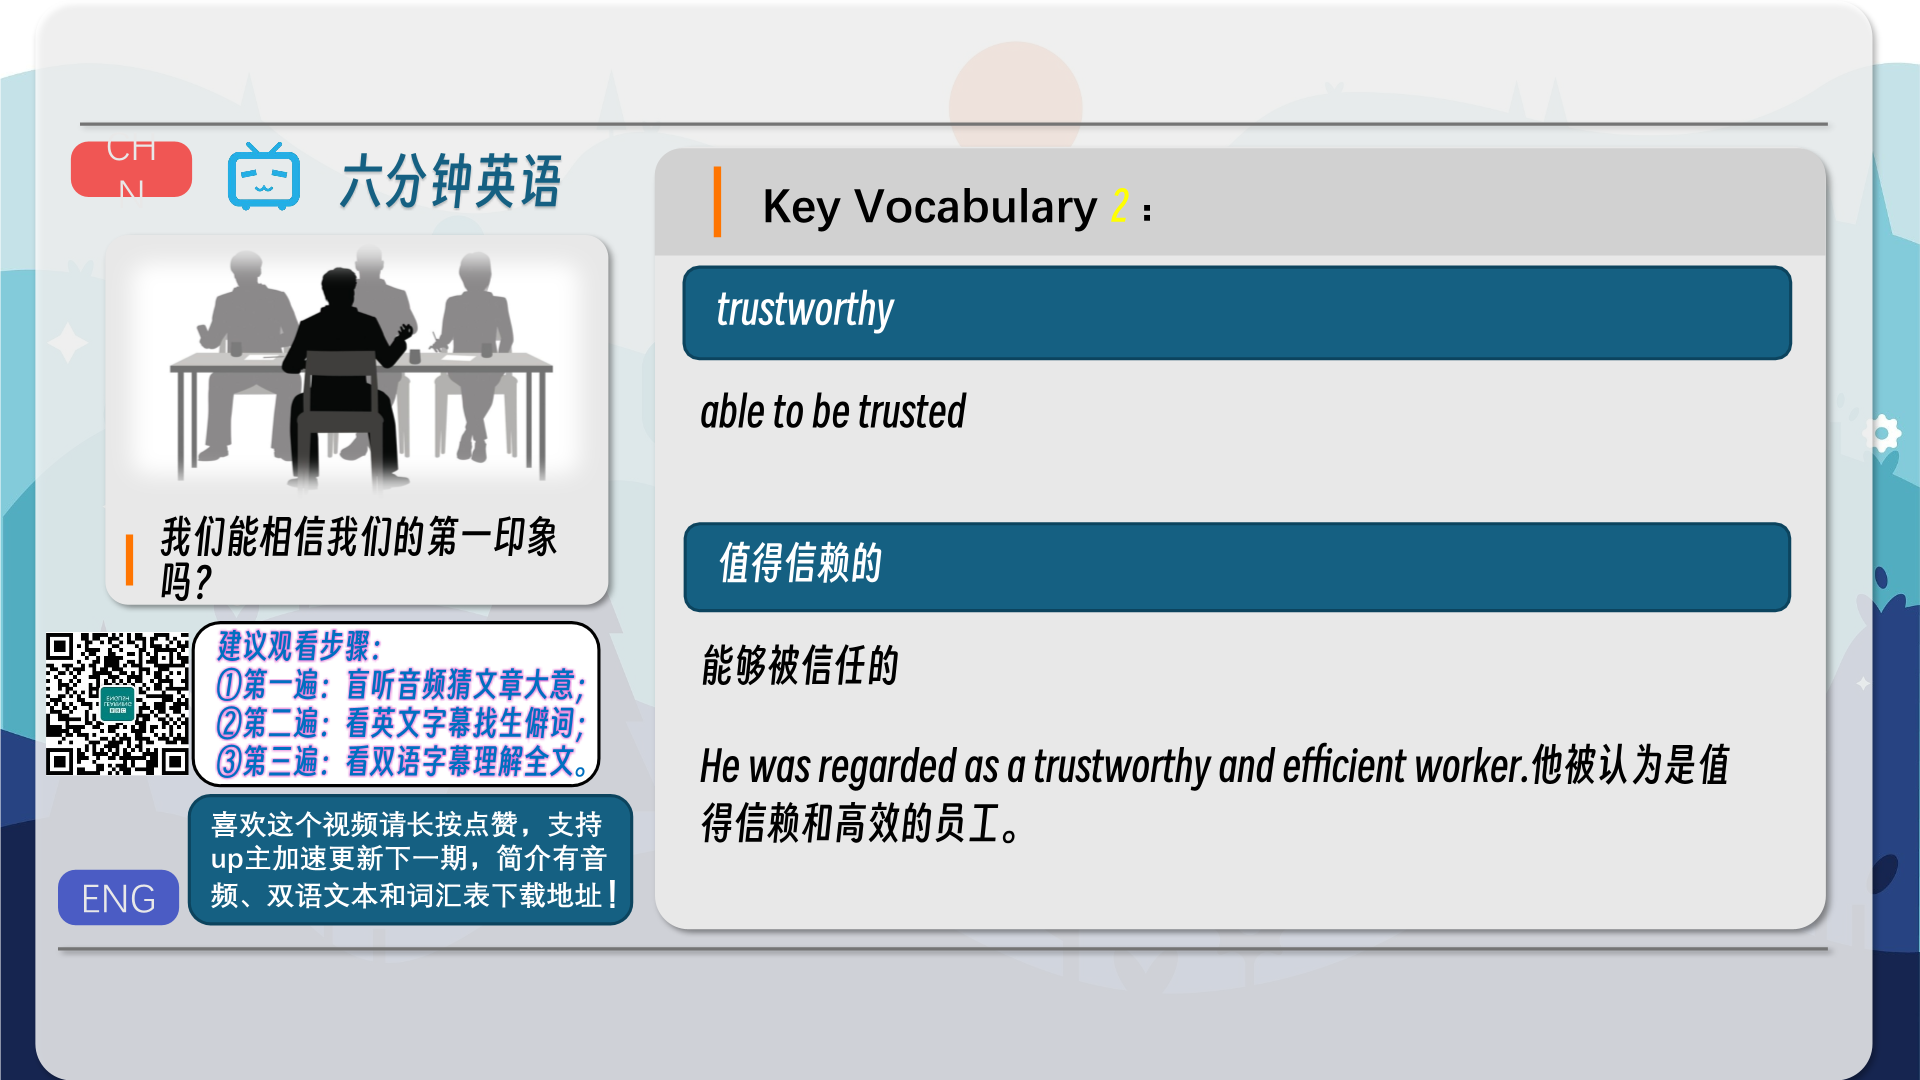 CH
N
六分钟英语
我们能相信我们的第一印象
吗？
建议观看步骤：
①第一遍：盲听音频猜文章大意；
②第二遍：看英文字幕找生僻词；
③第三遍：看双语字幕理解全文。
喜欢这个视频请长按点赞，支持
up主加速更新下一期，简介有音
频、双语文本和词汇表下载地址！
ENG
Key Vocabulary 2：
trustworthy
able to be trusted
值得信赖的
能够被信任的
He was regarded as a trustworthy and efficient worker.他被认为是值
得信赖和高效的员工。